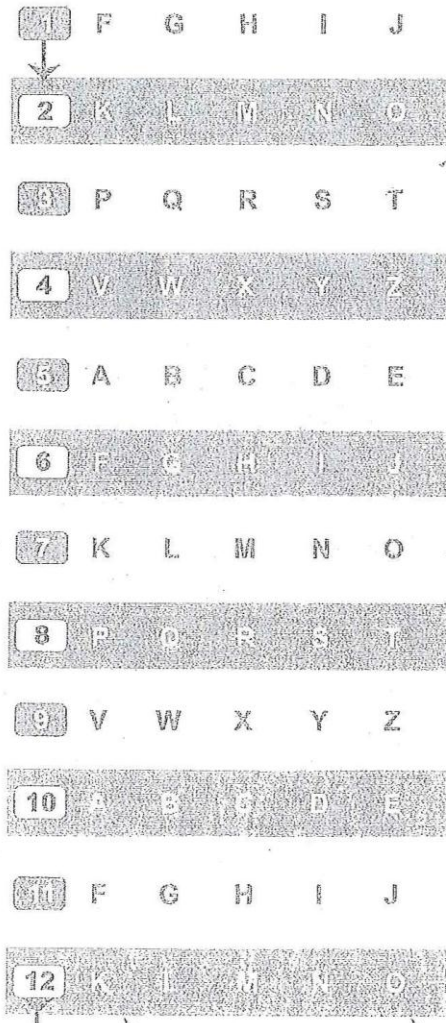 1 F G H I J
2 K L M N O
3 P Q R S T
4 V W X Y Z
5 A B C D E
6 F G H I J
7 K L M N O
8 P Q R S T
9 V W X Y Z
10 A B C D E
11 F G H I J
12 K L M N O